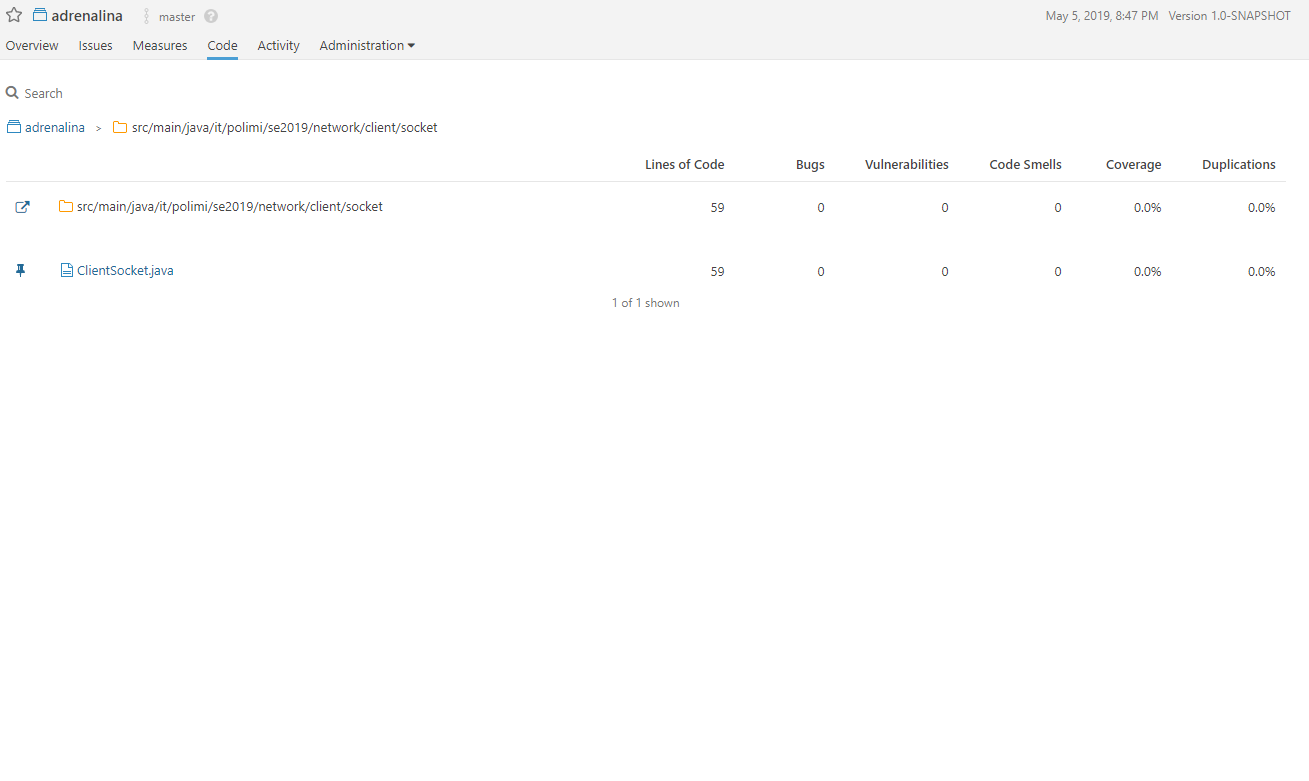 adrenalina master ? May 5, 2019, 8:47 PM Version 1.0-SNAPSHOT
Overview Issues Measures Code Activity Administration
Search
adrenalina > src/main/java/it/polimi/se2019/network/client/socket
Lines of Code Bugs Vulnerabilities Code Smells Coverage Duplications
src/main/java/it/polimi/se2019/network/client/socket 59 0 0 0 0.0% 0.0%
ClientSocket.java 59 0 0 0 0.0% 0.0%
1 of 1 shown